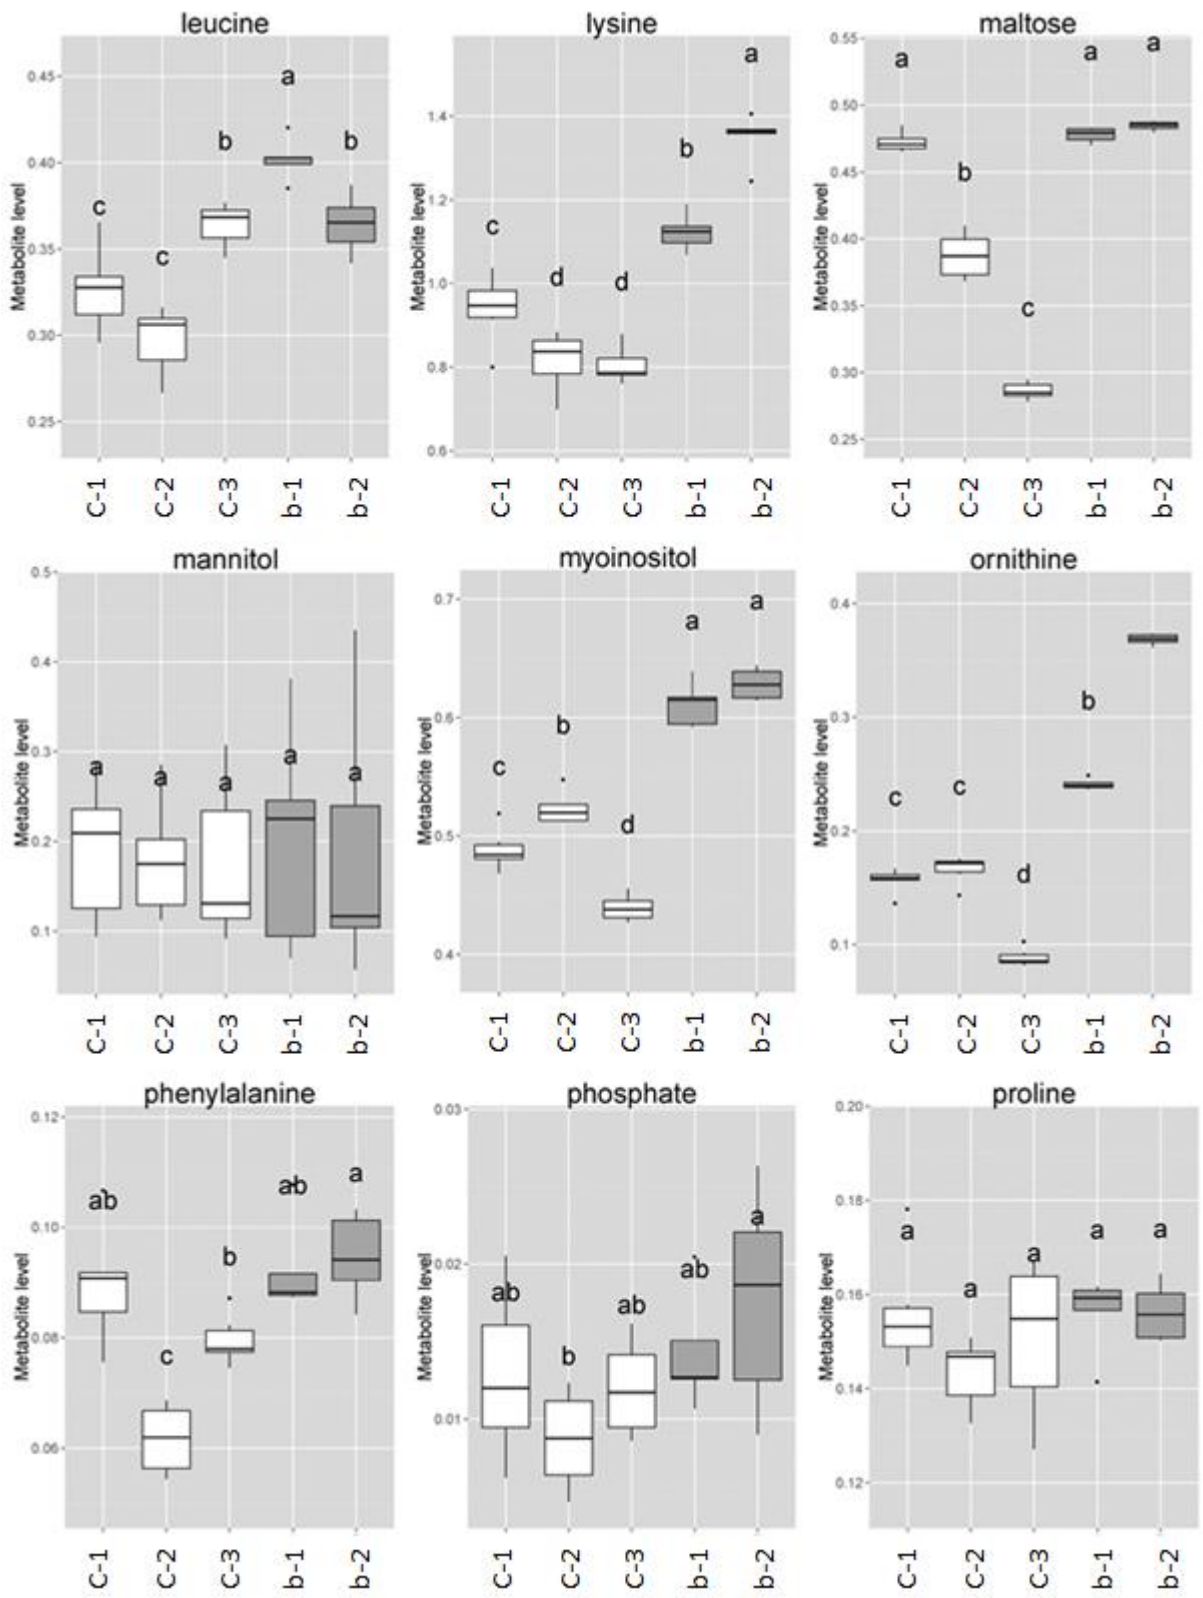 leucine
lysine
maltose
Metabolite level
0.45
0.40
0.35
0.30
0.25
c
c
b
a
b
C-1
C-2
C-3
b-1
b-2
Metabolite level
1.4
1.2
1.0
0.8
0.6
c
d
d
b
a
C-1
C-2
C-3
b-1
b-2
Metabolite level
0.55
0.50
0.45
0.40
0.35
0.30
0.25
a
b
c
a
a
C-1
C-2
C-3
b-1
b-2
mannitol
myoinositol
ornithine
Metabolite level
0.5
0.4
0.3
0.2
0.1
a
a
a
a
a
C-1
C-2
C-3
b-1
b-2
Metabolite level
0.7
0.6
0.5
0.4
c
b
d
a
a
C-1
C-2
C-3
b-1
b-2
Metabolite level
0.4
0.3
0.2
0.1
c
c
d
b
C-1
C-2
C-3
b-1
b-2
phenylalanine
phosphate
proline
Metabolite level
0.12
0.10
0.08
0.06
ab
c
b
ab
a
C-1
C-2
C-3
b-1
b-2
Metabolite level
0.03
0.02
0.01
ab
b
ab
ab
a
C-1
C-2
C-3
b-1
b-2
Metabolite level
0.20
0.18
0.16
0.14
0.12
a
a
a
a
a
C-1
C-2
C-3
b-1
b-2